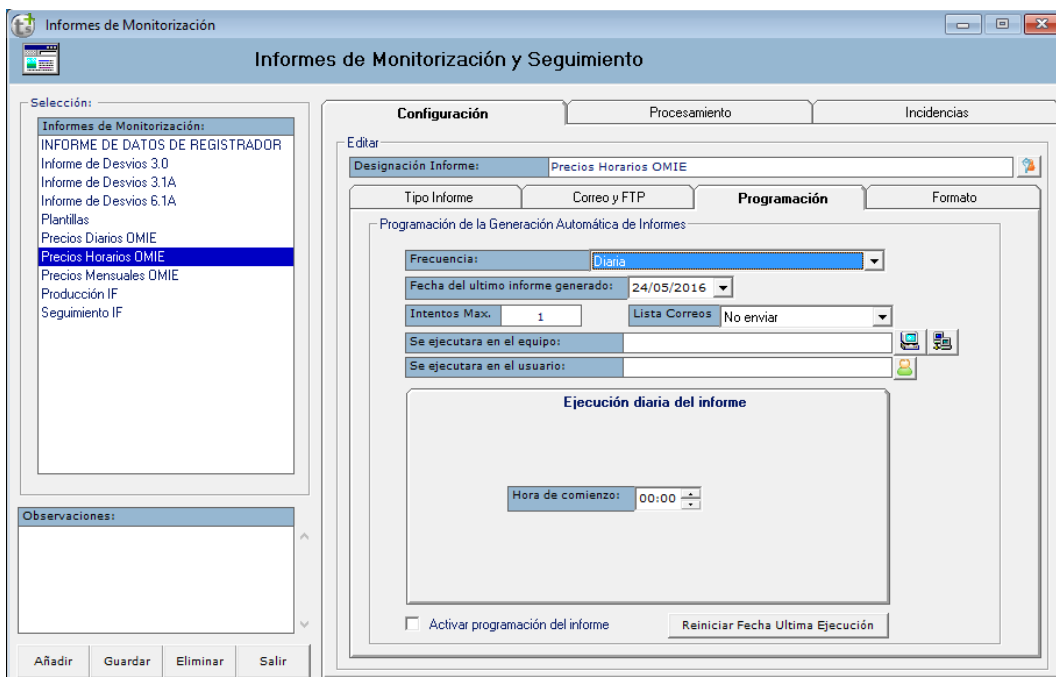 Informes de Monitorización
Informes de Monitorización y Seguimiento
Selección:
Informes de Monitorización:
INFORME DE DATOS DE REGISTRADOR
Informe de Desvios 3.0
Informe de Desvios 3.1A
Informe de Desvios 6.1A
Plantillas
Precios Diarios OMIE
Precios Horarios OMIE
Precios Mensuales OMIE
Producción IF
Seguimiento IF
Observaciones:
Añadir Guardar Eliminar Salir
Configuración Procesamiento Incidencias
Editar
Designación Informe: Precios Horarios OMIE
Tipo Informe Correo y FTP Programación Formato
Programación de la Generación Automática de Informes
Frecuencia: Diaria
Fecha del ultimo informe generado: 24/05/2016
Intentos Max. 1 Lista Correos No enviar
Se ejecutara en el equipo:
Se ejecutara en el usuario:
Ejecución diaria del informe
Hora de comienzo: 00:00
Activar programación del informe Reiniciar Fecha Ultima Ejecución